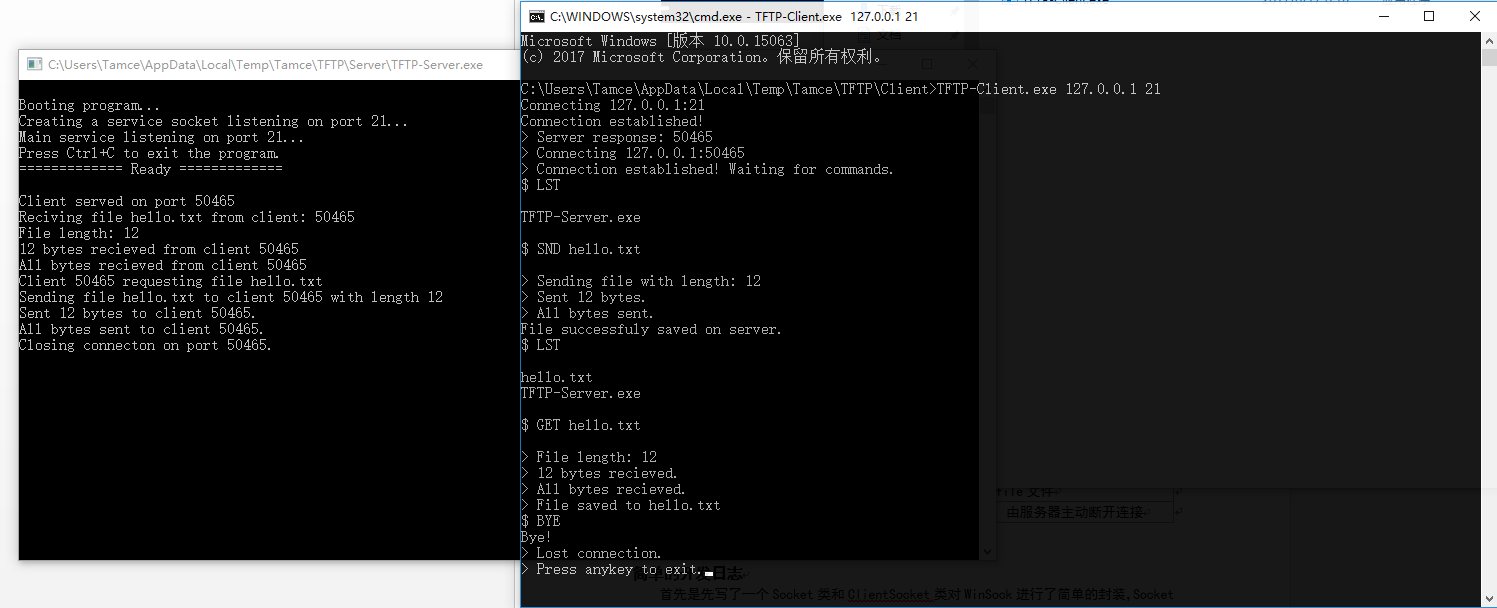 C:\Users\Tamce\AppData\Local\Temp\Tamce\TFTP\Server\TFTP-Server.exe
Booting program...
Creating a service socket listening on port 21...
Main service listening on port 21...
Press Ctrl+C to exit the program.
============= Ready =============
Client served on port 50465
Reciving file hello.txt from client: 50465
File length: 12
12 bytes recieved from client 50465
All bytes recieved from client 50465
Client 50465 requesting file hello.txt
Sending file hello.txt to client 50465 with length 12
Sent 12 bytes to client 50465.
All bytes sent to client 50465.
Closing connecton on port 50465.
C:\WINDOWS\system32\cmd.exe - TFTP-Client.exe 127.0.0.1 21
Microsoft Windows [版本 10.0.15063]
(c) 2017 Microsoft Corporation。保留所有权利。
C:\Users\Tamce\AppData\Local\Temp\Tamce\TFTP\Client>TFTP-Client.exe 127.0.0.1 21
Connecting 127.0.0.1:21
Connection established!
> Server response: 50465
> Connecting 127.0.0.1:50465
> Connection established! Waiting for commands.
$ LST
TFTP-Server.exe
$ SND hello.txt
> Sending file with length: 12
> Sent 12 bytes.
> All bytes sent.
File successfuly saved on server.
$ LST
hello.txt
TFTP-Server.exe
$ GET hello.txt
> File length: 12
> 12 bytes recieved.
> All bytes recieved.
> File saved to hello.txt
$ BYE
Bye!
> Lost connection.
> Press anykey to exit.
文档
File 文件
由服务器主动断开连接
简单的开发日志
首先是先写了一个 Socket 类和 ClientSocket 类对 WinSock 进行了简单的封装,Socket